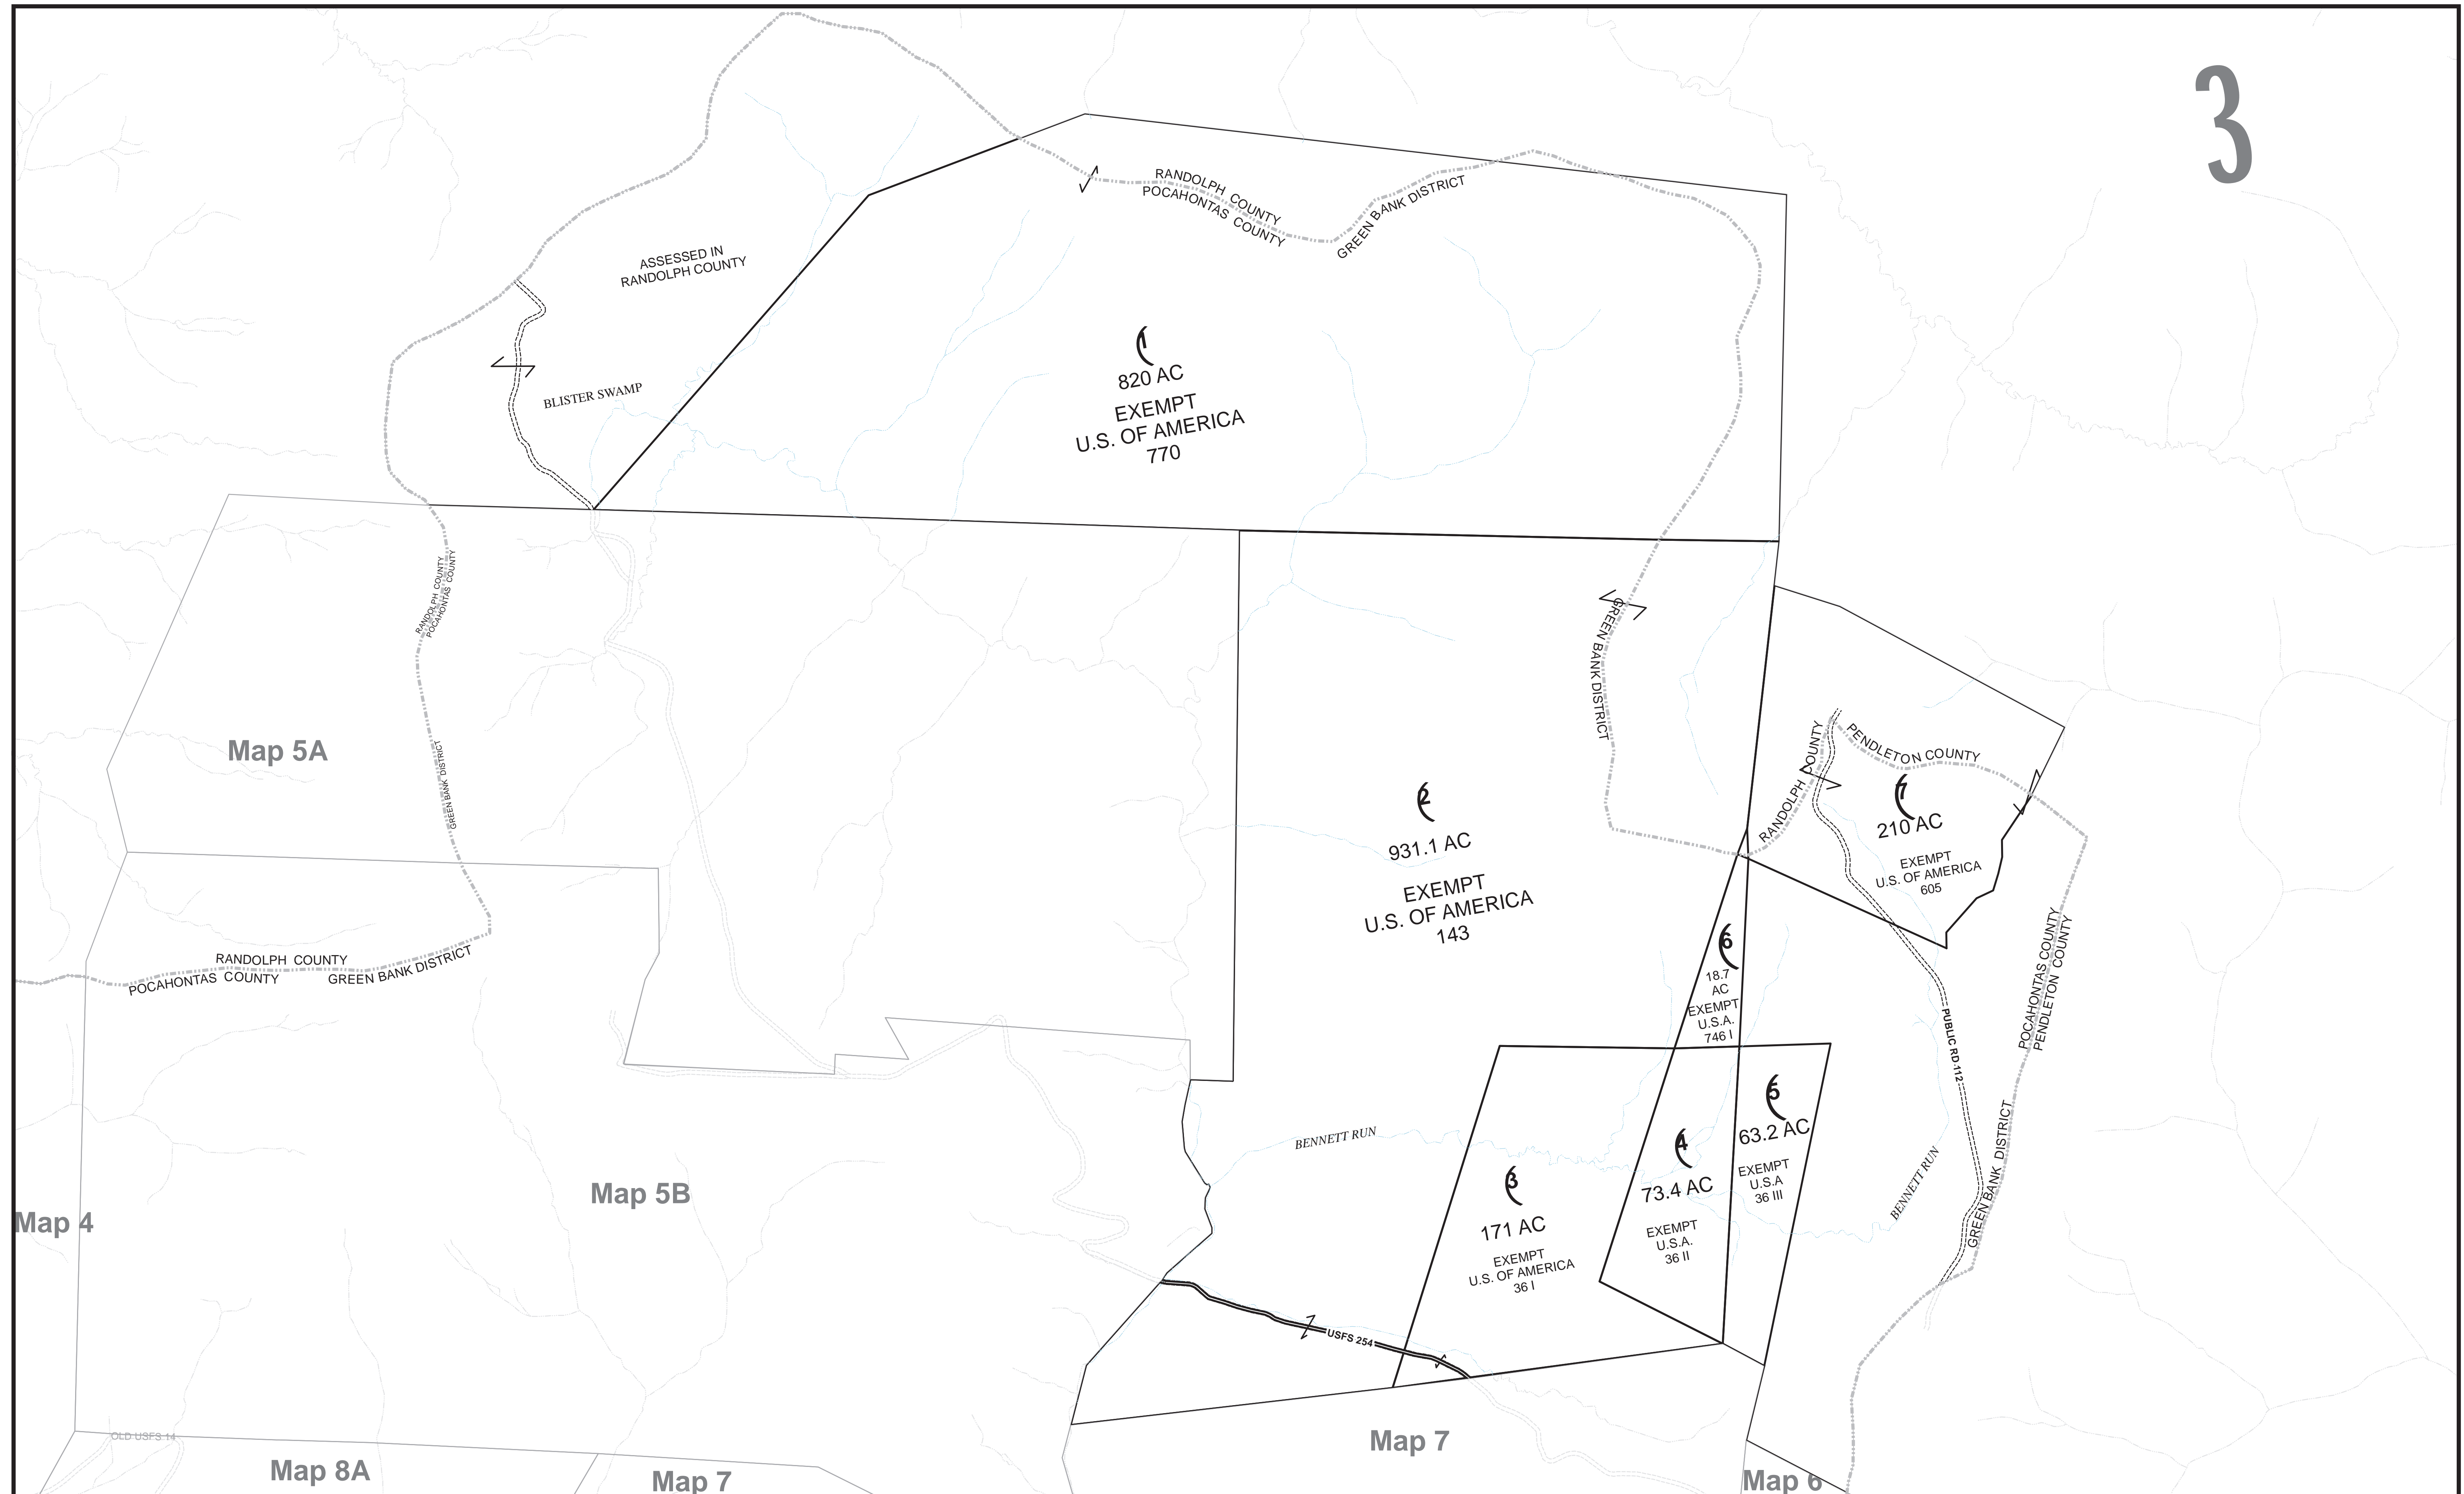 3
RANDOLPH COUNTY
POCAHONTAS COUNTY
GREEN BANK DISTRICT
ASSESSED IN
RANDOLPH COUNTY
BLISTER SWAMP
1
820 AC
EXEMPT
U.S. OF AMERICA
770
RANDOLPH COUNTY
POCAHONTAS COUNTY
GREEN BANK DISTRICT
Map 5A
GREEN BANK DISTRICT
RANDOLPH COUNTY
PENDLETON COUNTY
7
210 AC
EXEMPT
U.S. OF AMERICA
605
2
931.1 AC
EXEMPT
U.S. OF AMERICA
143
RANDOLPH COUNTY
POCAHONTAS COUNTY
GREEN BANK DISTRICT
6
18.7
AC
EXEMPT
U.S.A.
746 I
POCAHONTAS COUNTY
PENDLETON COUNTY
PUBLIC RD 112
5
63.2 AC
EXEMPT
U.S.A
36 III
BENNETT RUN
4
73.4 AC
EXEMPT
U.S.A.
36 II
3
171 AC
EXEMPT
U.S. OF AMERICA
36 I
BENNETT RUN
GREEN BANK DISTRICT
Map 5B
Map 4
USFS 254
OLD USFS 14
Map 8A
Map 7
Map 7
Map 6